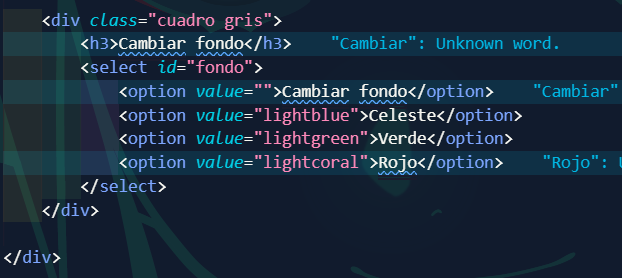 <div class="cuadro gris">
<h3>Cambiar fondo</h3> "Cambiar": Unknown word.
<select id="fondo">
<option value="">Cambiar fondo</option> "Cambiar"
<option value="lightblue">Celeste</option>
<option value="lightgreen">Verde</option>
<option value="lightcoral">Rojo</option> "Rojo":
</select>
</div>
</div>